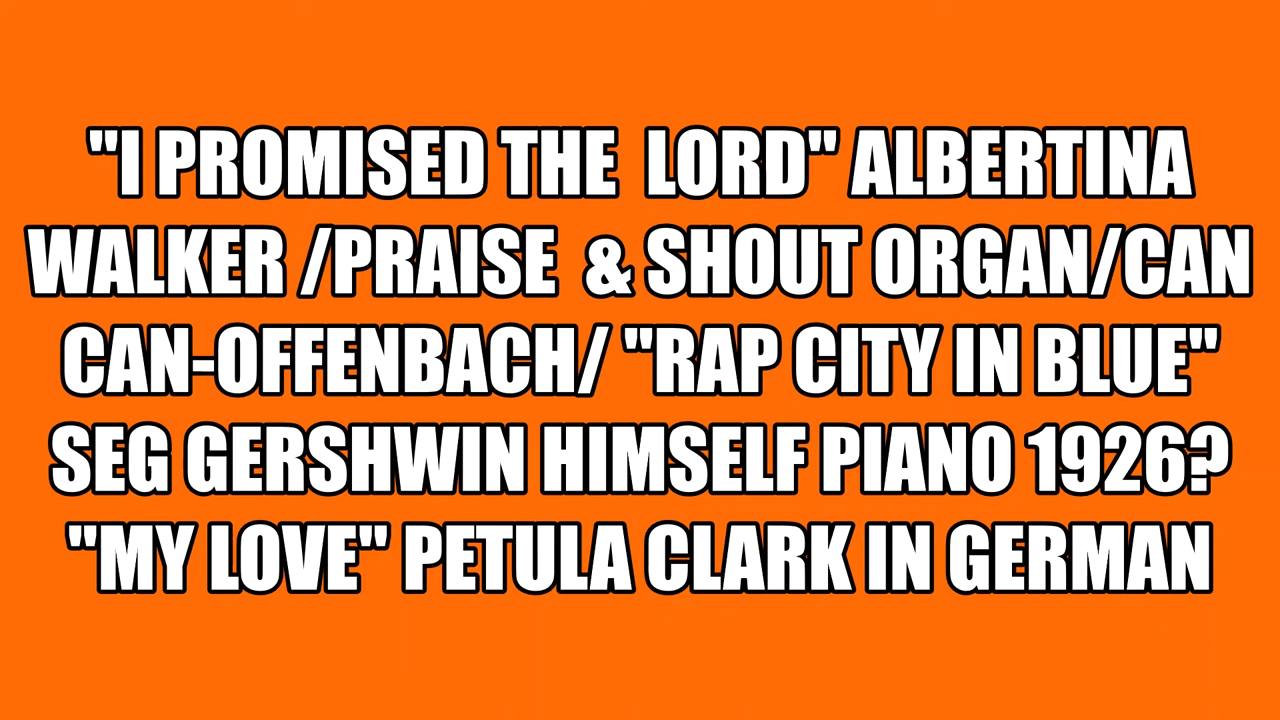 "I PROMISED THE  LORD" ALBERTINA
WALKER /PRAISE  & SHOUT ORGAN/CAN
CAN-OFFENBACH/ "RAP CITY IN BLUE"
SEG GERSHWIN HIMSELF PIANO 1926?
"MY LOVE" PETULA CLARK IN GERMAN